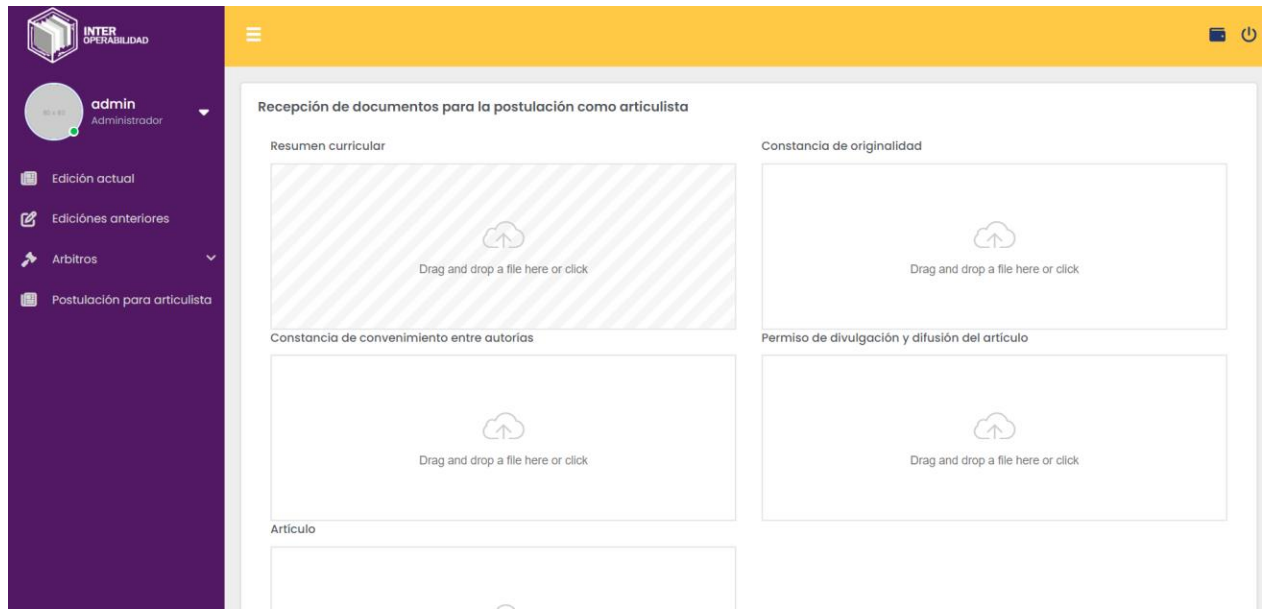 INTER
OPERABILIDAD
admin
Administrador
Edición actual
Ediciónes anteriores
Arbitros
Postulación para articulista
Recepción de documentos para la postulación como articulista
Resumen curricular
Constancia de originalidad
Drag and drop a file here or click
Drag and drop a file here or click
Constancia de convenimiento entre autorías
Permiso de divulgación y difusión del artículo
Drag and drop a file here or click
Drag and drop a file here or click
Artículo